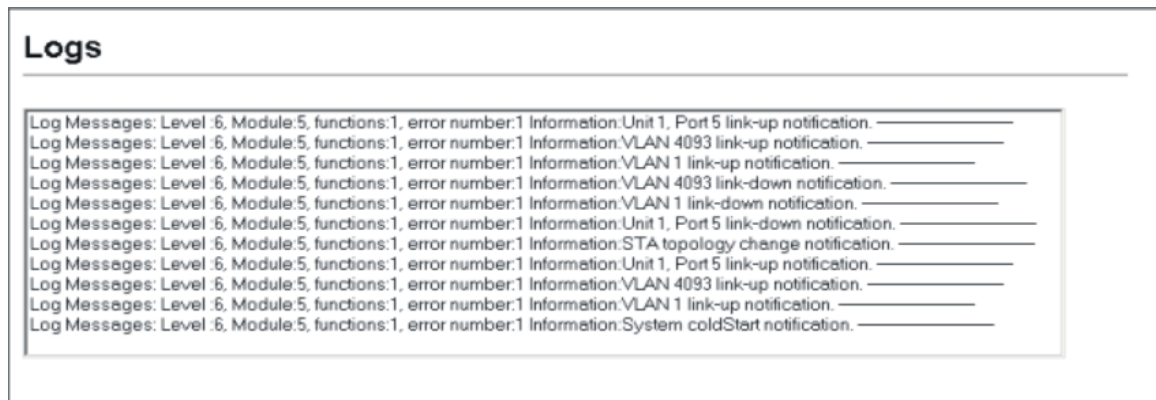 Logs
Log Messages: Level :6, Module:5, functions:1, error number:1 Information:Unit 1, Port 5 link-up notification.
Log Messages: Level :6, Module:5, functions:1, error number:1 Information:VLAN 4093 link-up notification.
Log Messages: Level :6, Module:5, functions:1, error number:1 Information:VLAN 1 link-up notification.
Log Messages: Level :6, Module:5, functions:1, error number:1 Information:VLAN 4093 link-down notification.
Log Messages: Level :6, Module:5, functions:1, error number:1 Information:VLAN 1 link-down notification.
Log Messages: Level :6, Module:5, functions:1, error number:1 Information:Unit 1, Port 5 link-down notification.
Log Messages: Level :6, Module:5, functions:1, error number:1 Information:STA topology change notification.
Log Messages: Level :6, Module:5, functions:1, error number:1 Information:Unit 1, Port 5 link-up notification.
Log Messages: Level :6, Module:5, functions:1, error number:1 Information:VLAN 4093 link-up notification.
Log Messages: Level :6, Module:5, functions:1, error number:1 Information:VLAN 1 link-up notification.
Log Messages: Level :6, Module:5, functions:1, error number:1 Information:System coldStart notification.